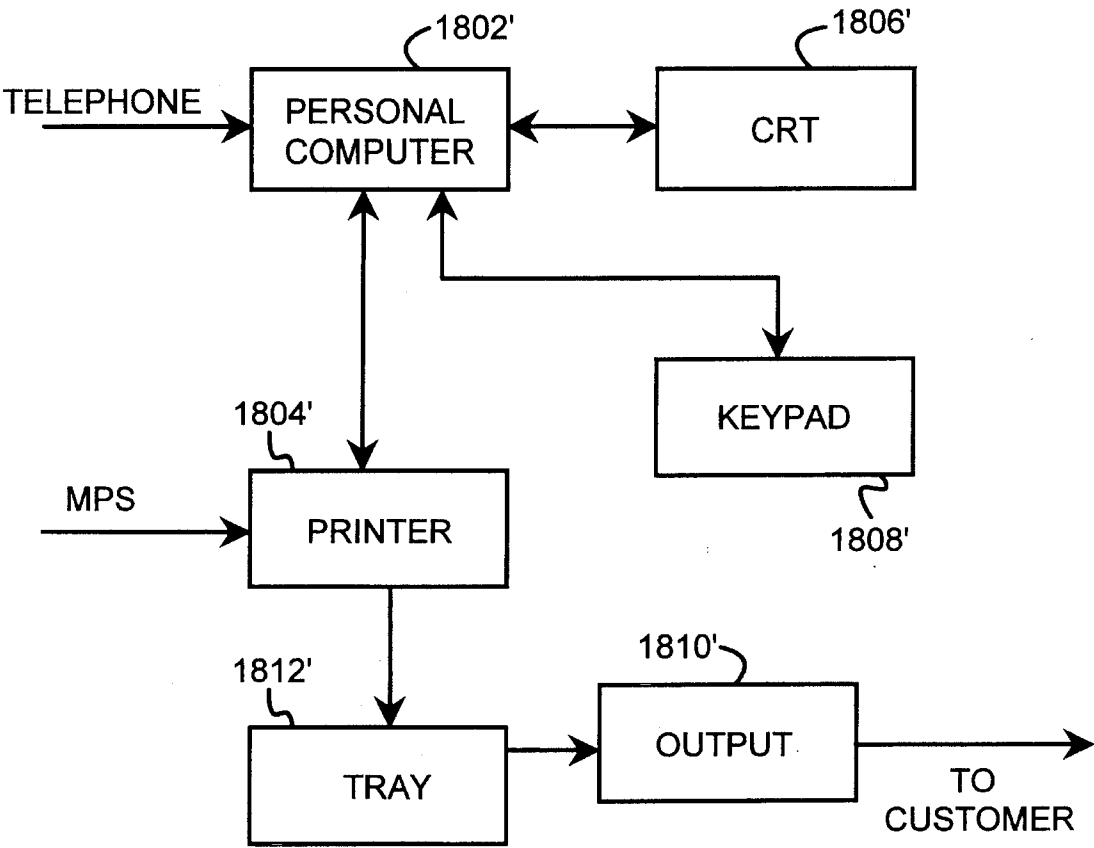 1802'
1806'
TELEPHONE
PERSONAL
COMPUTER
CRT
1804'
KEYPAD
MPS
PRINTER
1808'
1812'
1810'
TRAY
OUTPUT
TO
CUSTOMER